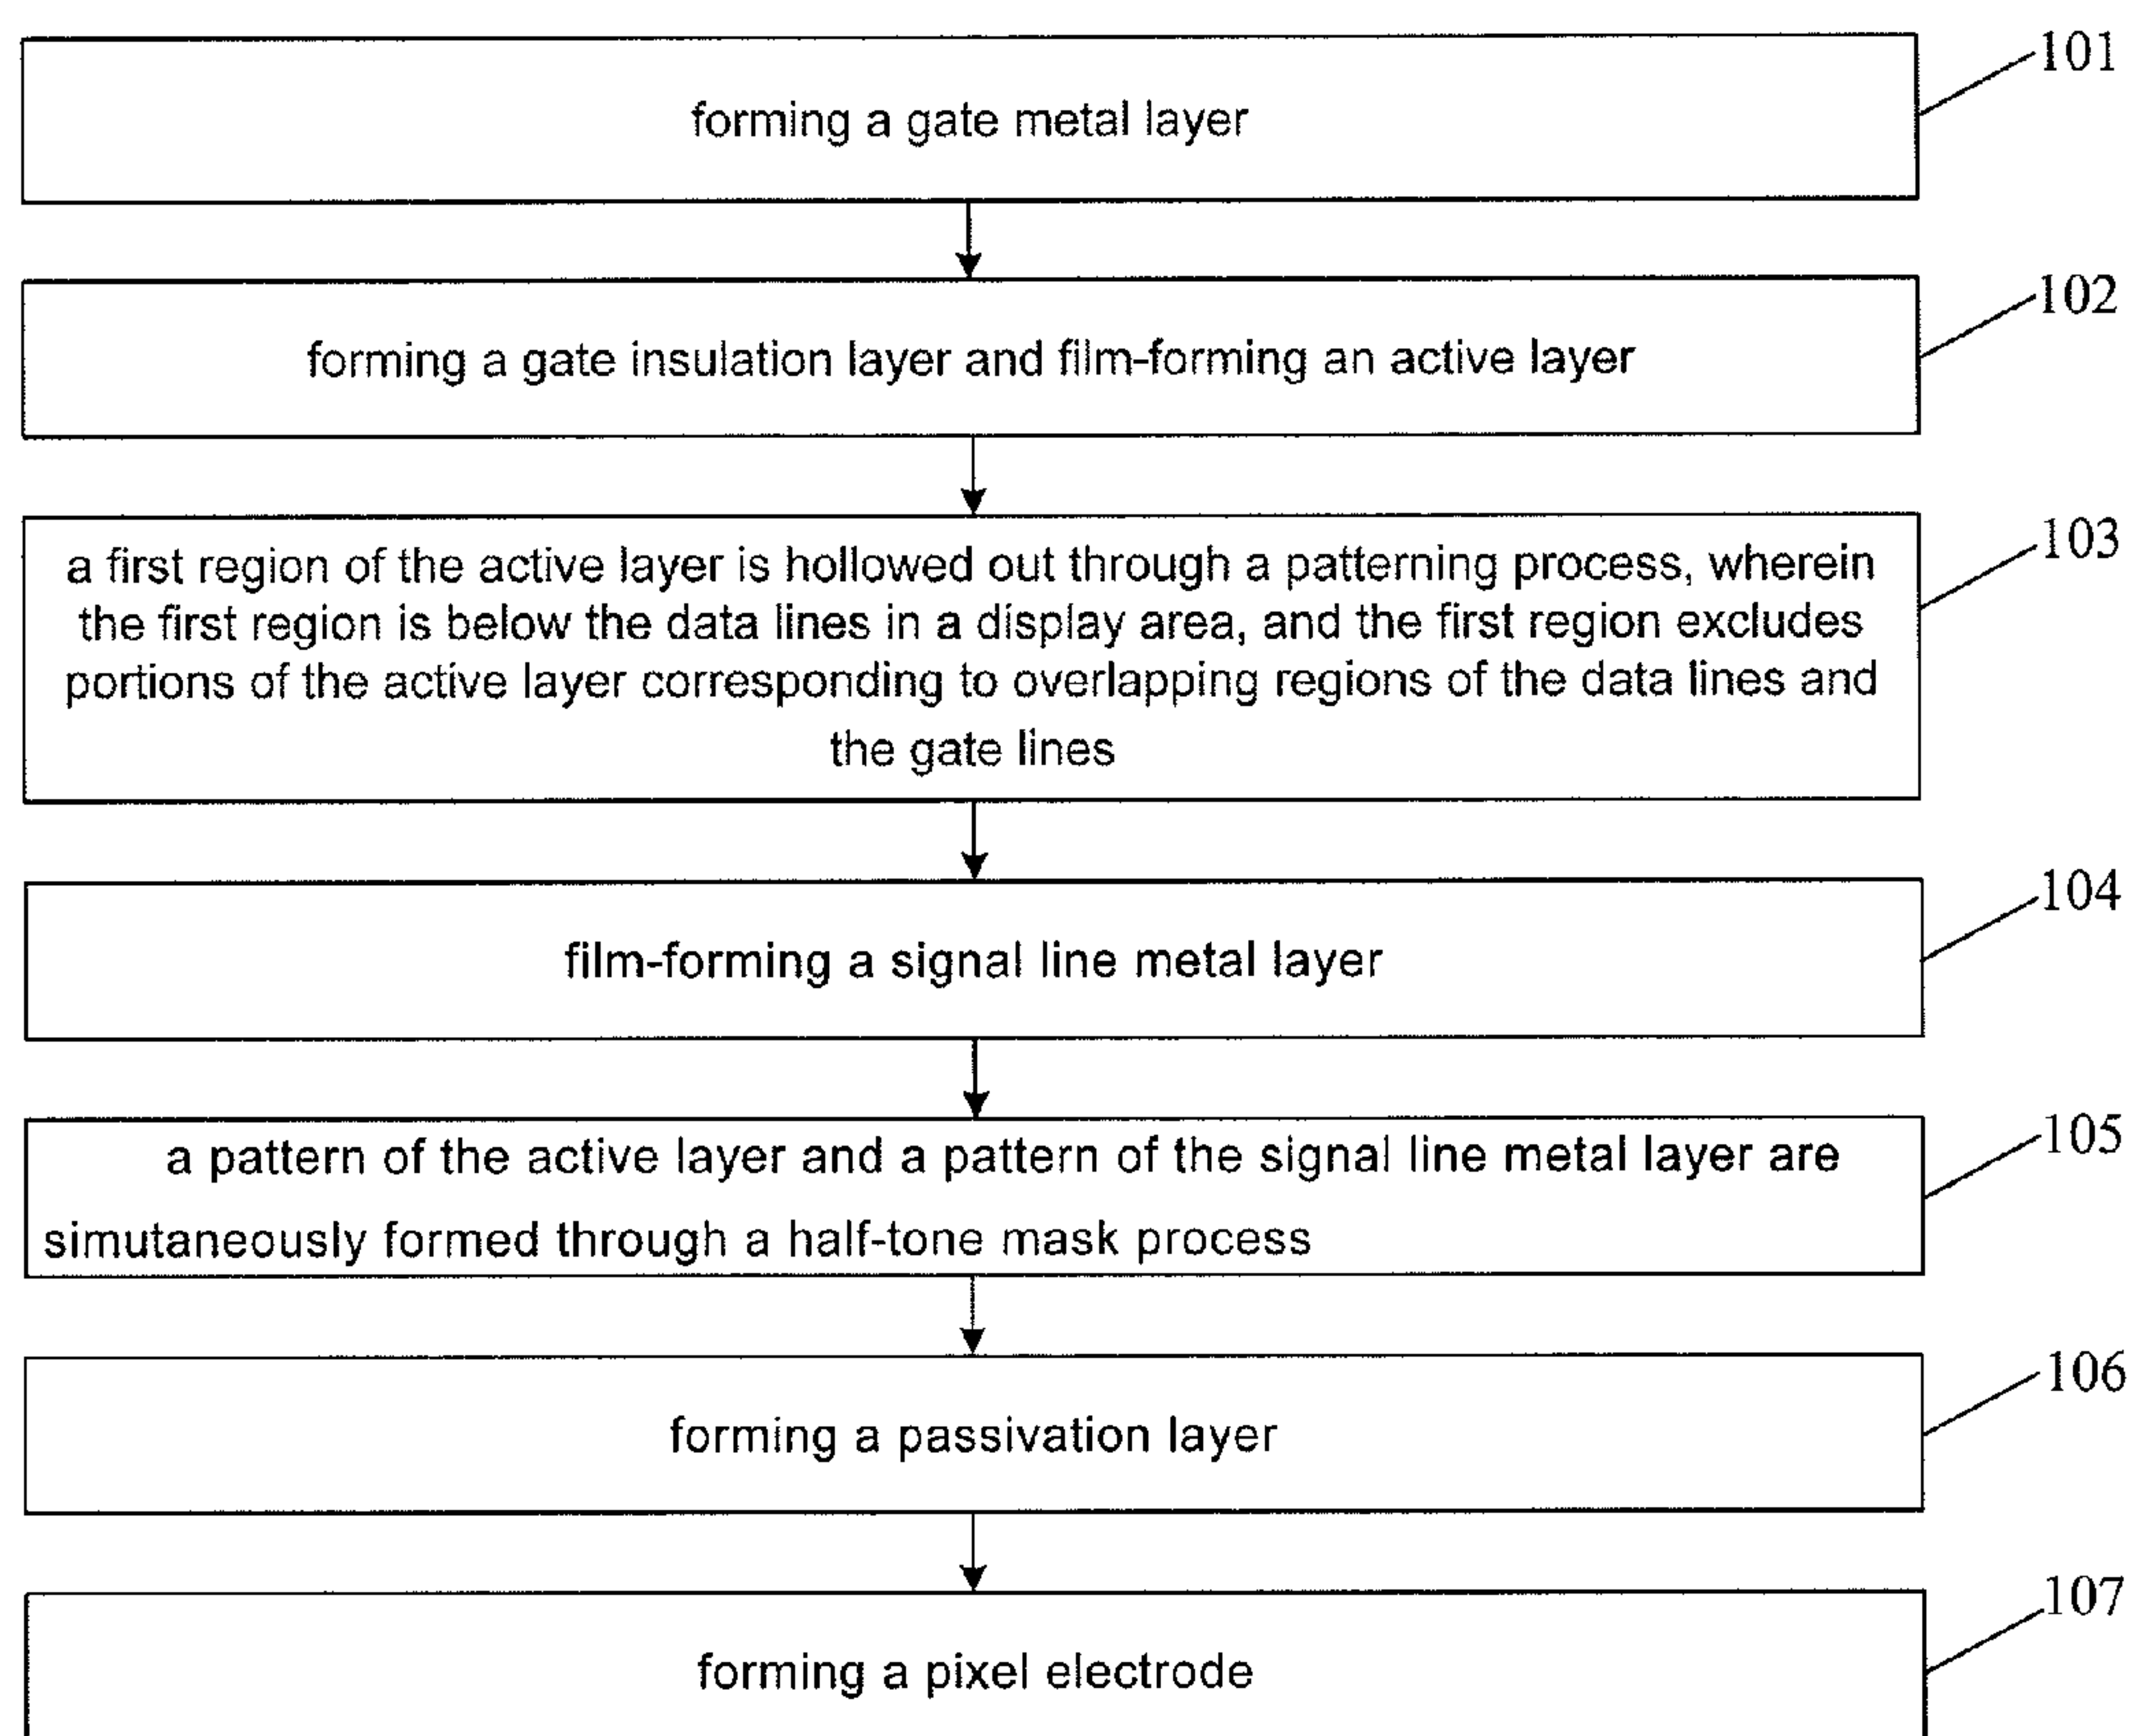 101
forming a gate metal layer
102
forming a gate insulation layer and film-forming an active layer
103
a first region of the active layer is hollowed out through a patterning process, wherein
the first region is below the data lines in a display area, and the first region excludes
portions of the active layer corresponding to overlapping regions of the data lines and
the gate lines
104
film-forming a signal line metal layer
105
a pattern of the active layer and a pattern of the signal line metal layer are
simutaneously formed through a half-tone mask process
106
forming a passivation layer
107
forming a pixel electrode